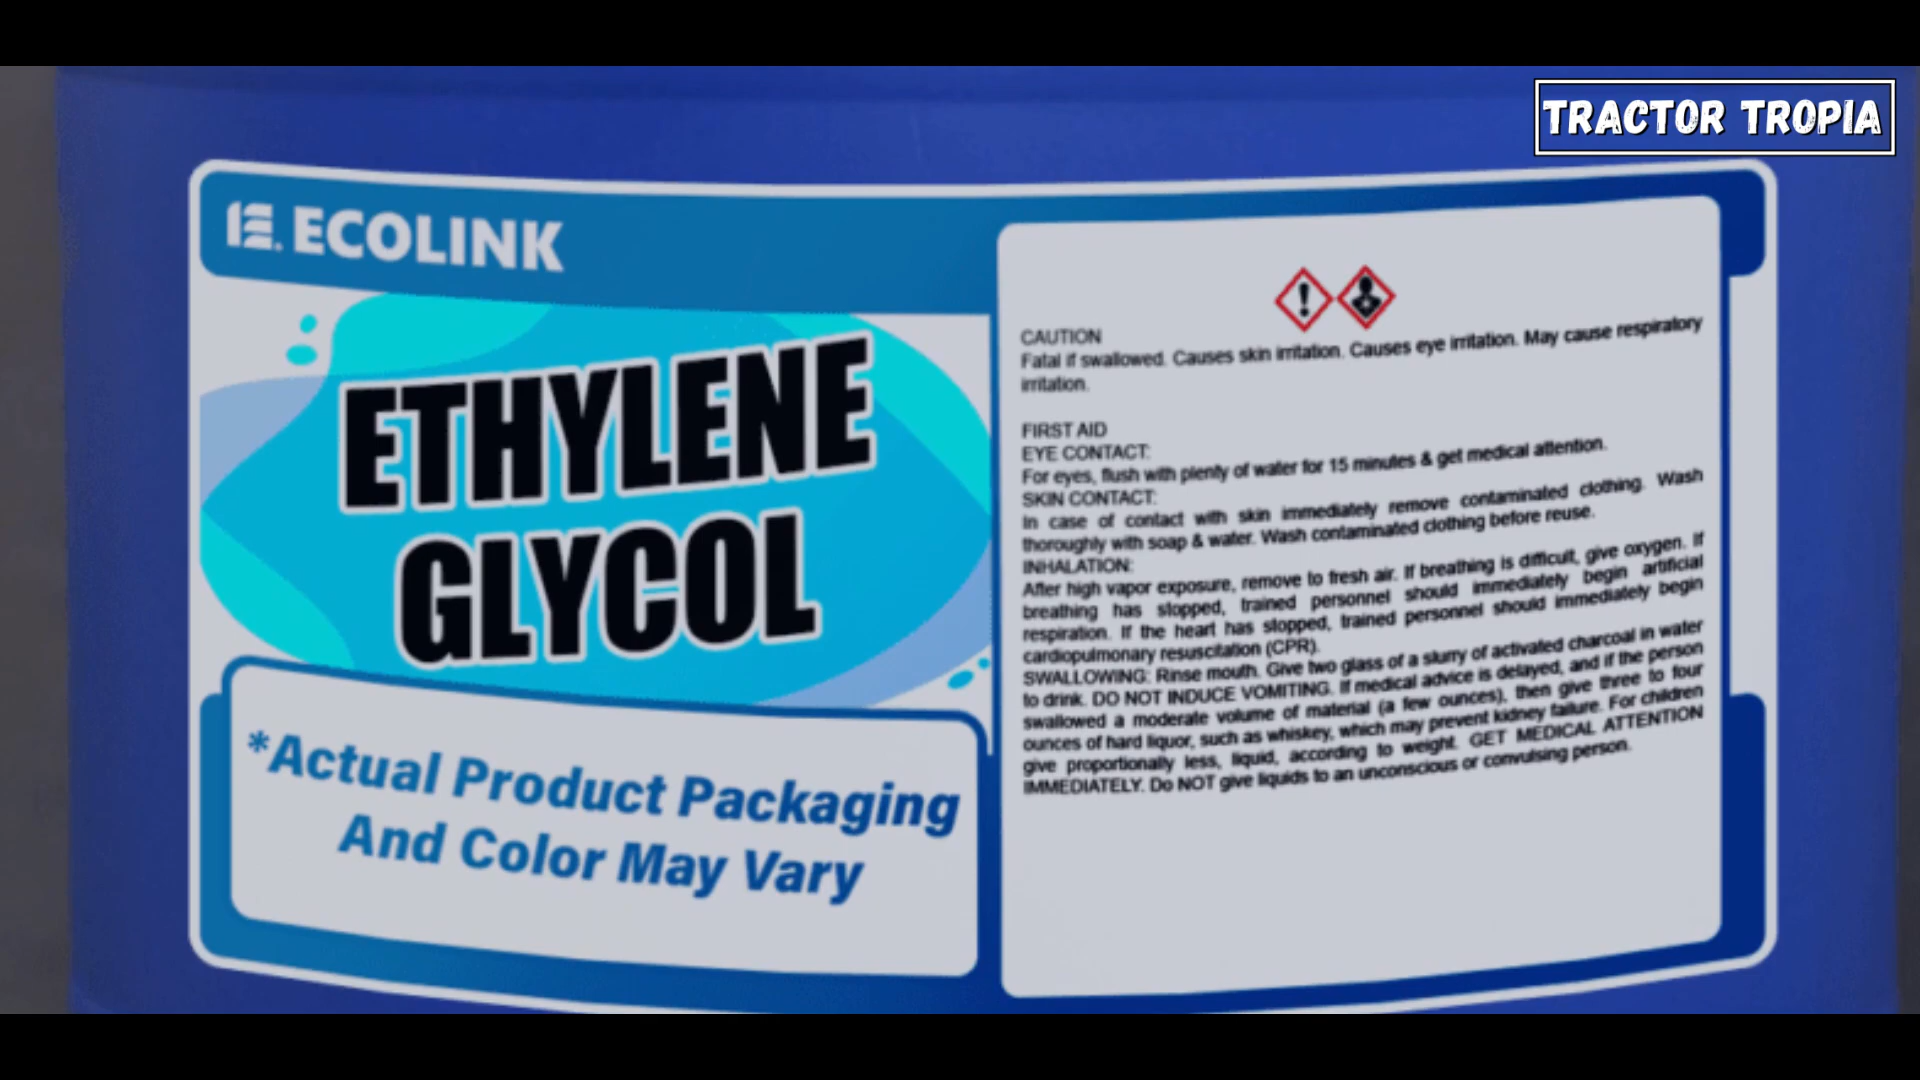 TRACTOR TROPIA
ECOLINK
ETHYLENE
GLYCOL
*Actual Product Packaging
And Color May Vary
CAUTION
Fatal if swallowed. Causes skin irritation. Causes eye irritation. May cause respiratory
irritation.
FIRST AID
EYE CONTACT:
For eyes, flush with plenty of water for 15 minutes & get medical attention.
SKIN CONTACT:
In case of contact with skin immediately remove contaminated clothing. Wash
thoroughly with soap & water. Wash contaminated clothing before reuse.
INHALATION:
After high vapor exposure, remove to fresh air. If breathing is difficult, give oxygen. If
breathing has stopped, trained personnel should immediately begin artificial
respiration. If the heart has stopped, trained personnel should immediately begin
cardiopulmonary resuscitation (CPR).
SWALLOWING: Rinse mouth. Give two glass of a slurry of activated charcoal in water
to drink. DO NOT INDUCE VOMITING. If medical advice is delayed, and if the person
swallowed a moderate volume of material (a few ounces), then give three to four
ounces of hard liquor, such as whiskey, which may prevent kidney failure. For children
give proportionally less, liquid, according to weight. GET MEDICAL ATTENTION
IMMEDIATELY. Do NOT give liquids to an unconscious or convulsing person.